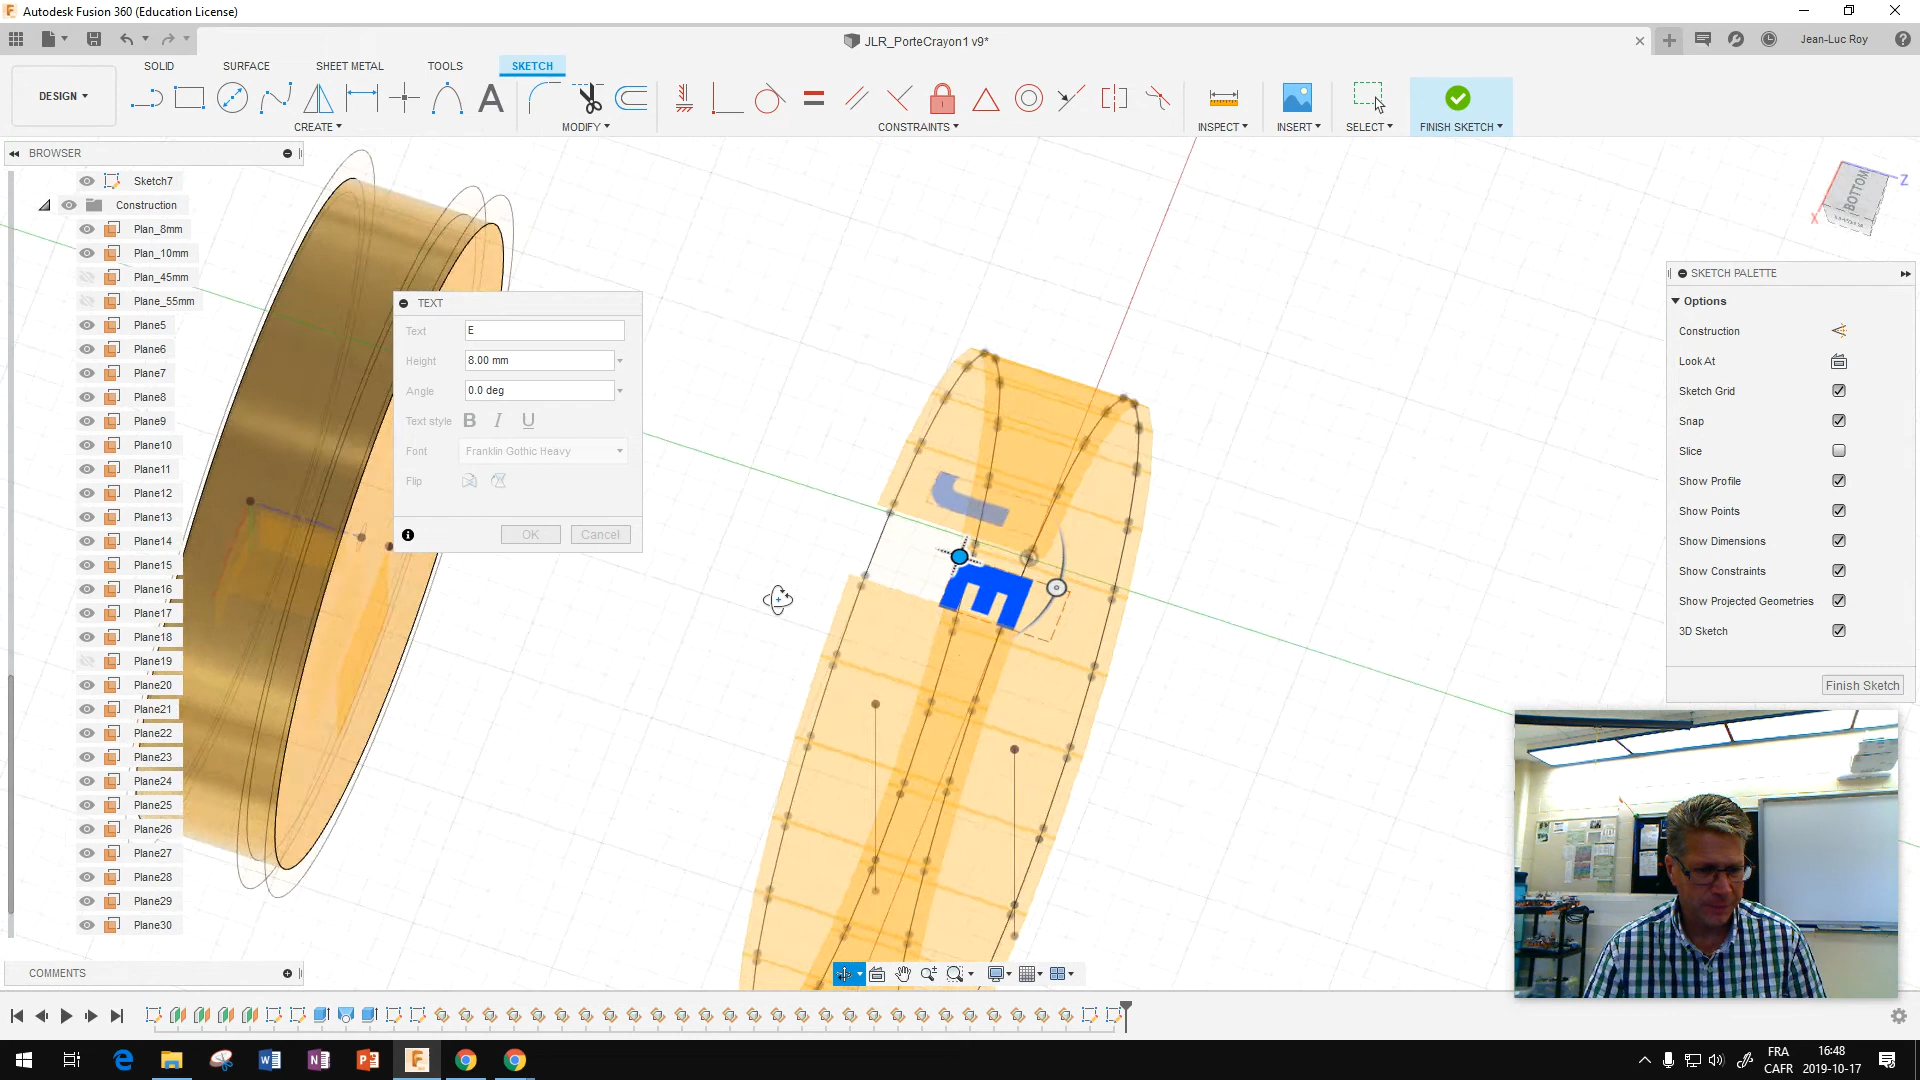 Autodesk Fusion 360 (Education License)
JLR_PorteCrayon1 v9*
Jean-Luc Roy
DESIGN
SOLID
SURFACE
SHEET METAL
TOOLS
SKETCH
CREATE
MODIFY
CONSTRAINTS
INSPECT
INSERT
SELECT
FINISH SKETCH
BROWSER
Sketch7
Construction
Plan_8mm
Plan_10mm
Plan_45mm
Plane_55mm
Plane5
Plane6
Plane7
Plane8
Plane9
Plane10
Plane11
Plane12
Plane13
Plane14
Plane15
Plane16
Plane17
Plane18
Plane19
Plane20
Plane21
Plane22
Plane23
Plane24
Plane25
Plane26
Plane27
Plane28
Plane29
Plane30
COMMENTS
TEXT
Text E
Height 8.00 mm
Angle 0.0 deg
Text style B I U
Font Franklin Gothic Heavy
Flip
OK Cancel
J
E
BOTTOM
Z
X
SKETCH PALETTE
Options
Construction
Look At
Sketch Grid
Snap
Slice
Show Profile
Show Points
Show Dimensions
Show Constraints
Show Projected Geometries
3D Sketch
Finish Sketch
FRA
CAFR
16:48
2019-10-17